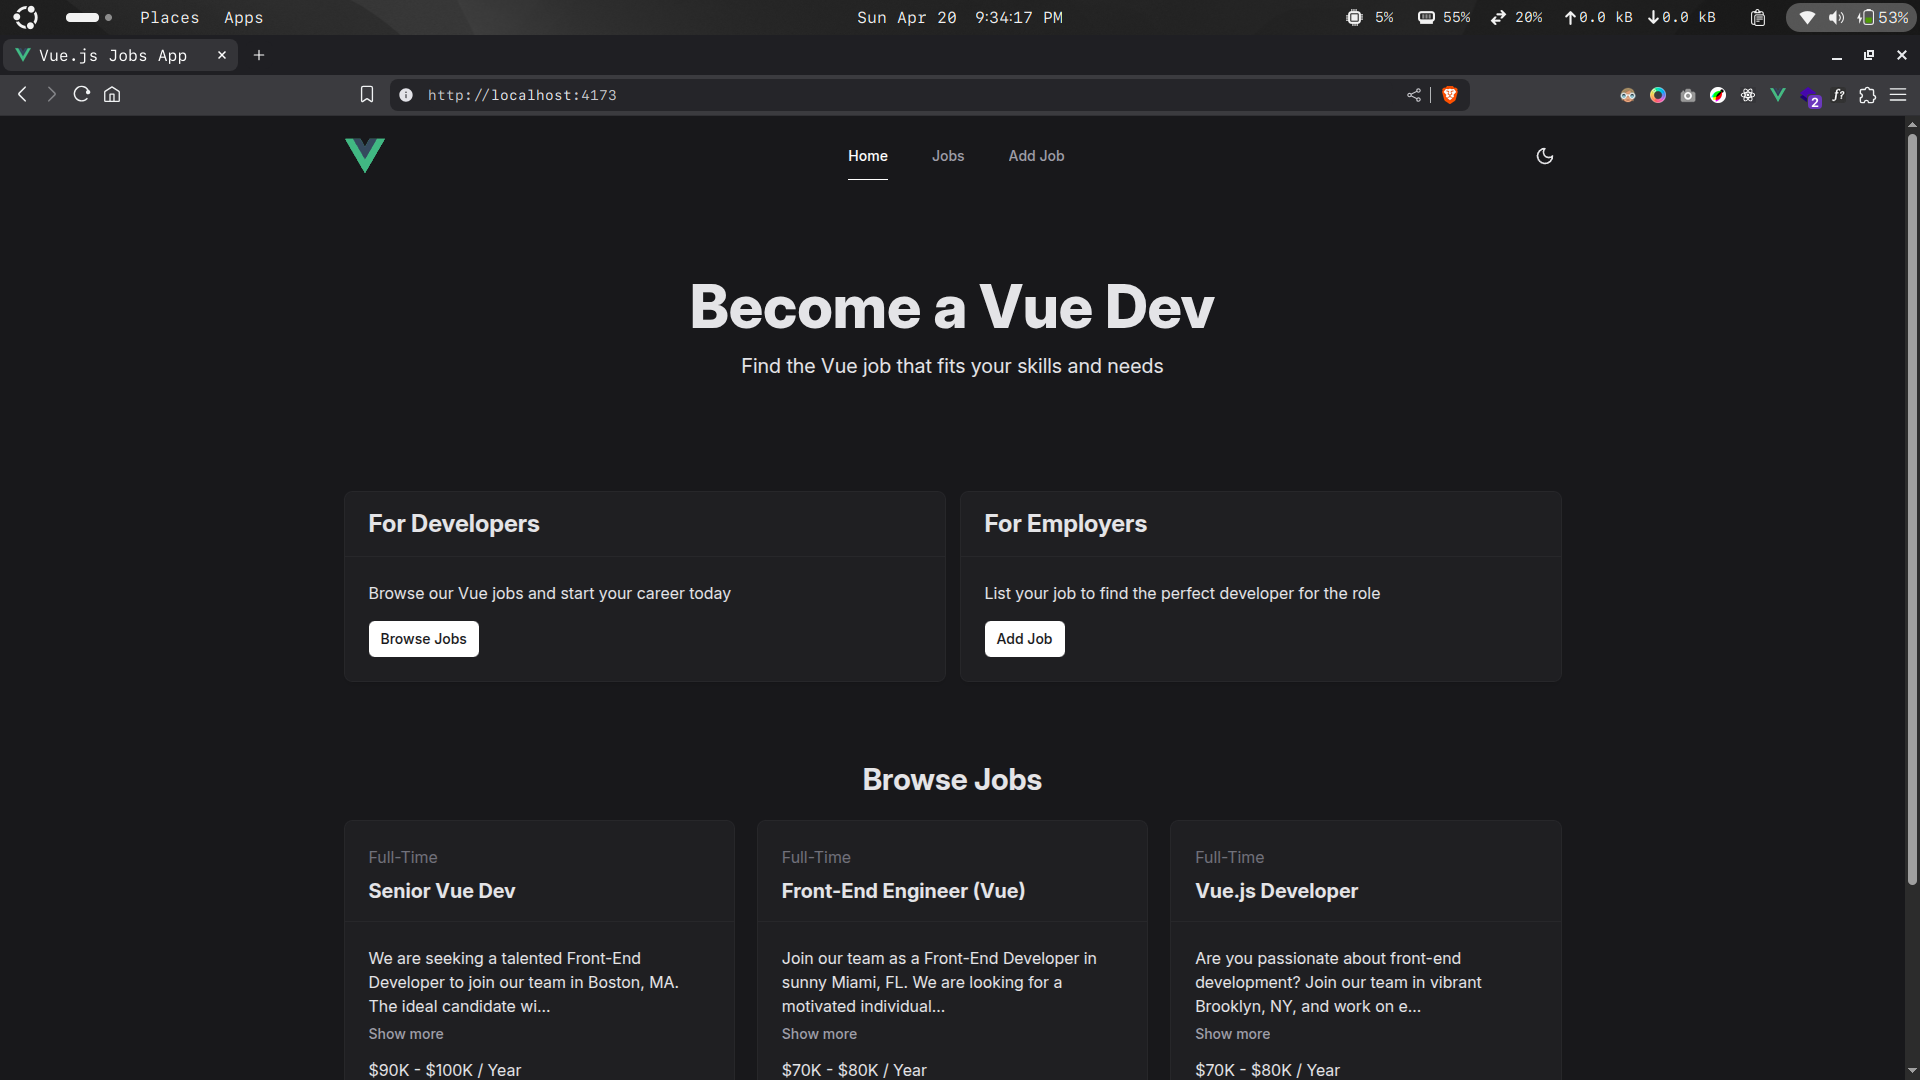 Places Apps Sun Apr 20 9:34:17 PM 5% 55% 20% 0.0 kB 0.0 kB 53%
Vue.js Jobs App
http://localhost:4173 2 f?
Home Jobs Add Job
Become a Vue Dev
Find the Vue job that fits your skills and needs
For Developers
Browse our Vue jobs and start your career today
Browse Jobs
For Employers
List your job to find the perfect developer for the role
Add Job
Browse Jobs
Full-Time
Senior Vue Dev
We are seeking a talented Front-End
Developer to join our team in Boston, MA.
The ideal candidate wi...
Show more
$90K - $100K / Year
Full-Time
Front-End Engineer (Vue)
Join our team as a Front-End Developer in
sunny Miami, FL. We are looking for a
motivated individual...
Show more
$70K - $80K / Year
Full-Time
Vue.js Developer
Are you passionate about front-end
development? Join our team in vibrant
Brooklyn, NY, and work on e...
Show more
$70K - $80K / Year